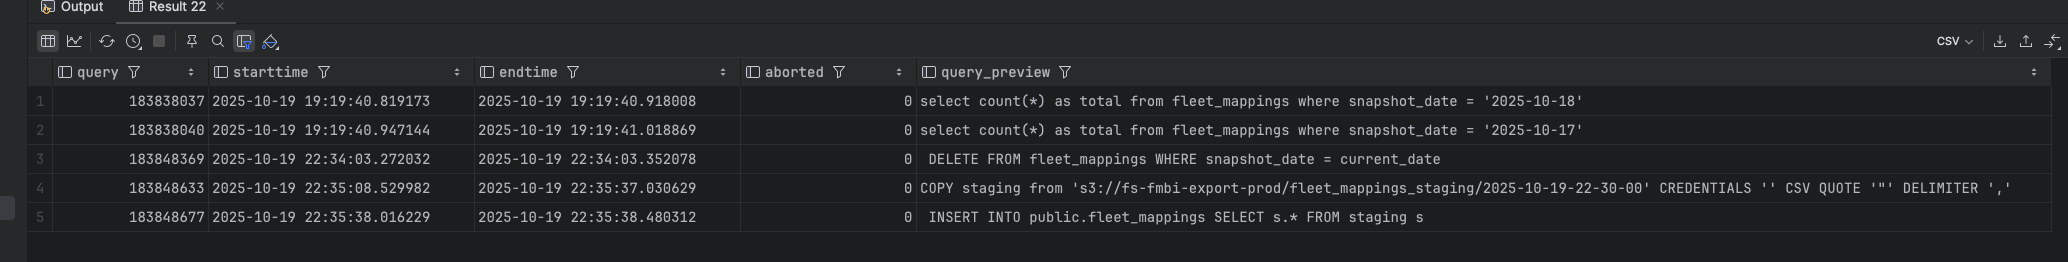 Output Result 22
CSV
query starttime endtime aborted query_preview
1 183838037 2025-10-19 19:19:40.819173 2025-10-19 19:19:40.918008 0 select count(*) as total from fleet_mappings where snapshot_date = '2025-10-18'
2 183838040 2025-10-19 19:19:40.947144 2025-10-19 19:19:41.018869 0 select count(*) as total from fleet_mappings where snapshot_date = '2025-10-17'
3 183848369 2025-10-19 22:34:03.272032 2025-10-19 22:34:03.352078 0 DELETE FROM fleet_mappings WHERE snapshot_date = current_date
4 183848633 2025-10-19 22:35:08.529982 2025-10-19 22:35:37.030629 0 COPY staging from 's3://fs-fmbi-export-prod/fleet_mappings_staging/2025-10-19-22-30-00' CREDENTIALS '' CSV QUOTE '"' DELIMITER ','
5 183848677 2025-10-19 22:35:38.016229 2025-10-19 22:35:38.480312 0 INSERT INTO public.fleet_mappings SELECT s.* FROM staging s